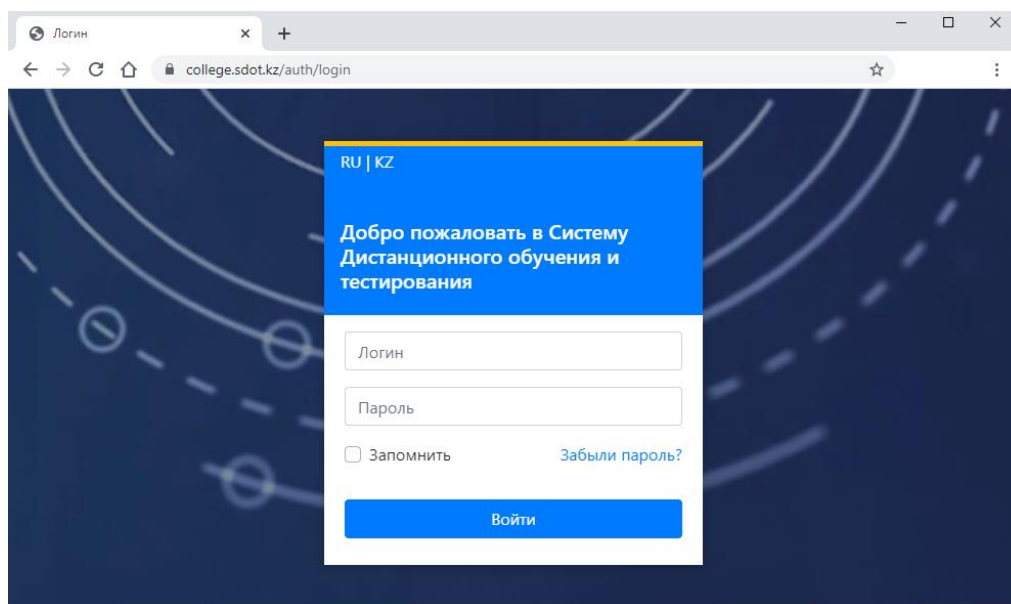 Логин
college.sdot.kz/auth/login
RU | KZ
Добро пожаловать в Систему
Дистанционного обучения и
тестирования
Логин
Пароль
Запомнить Забыли пароль?
Войти